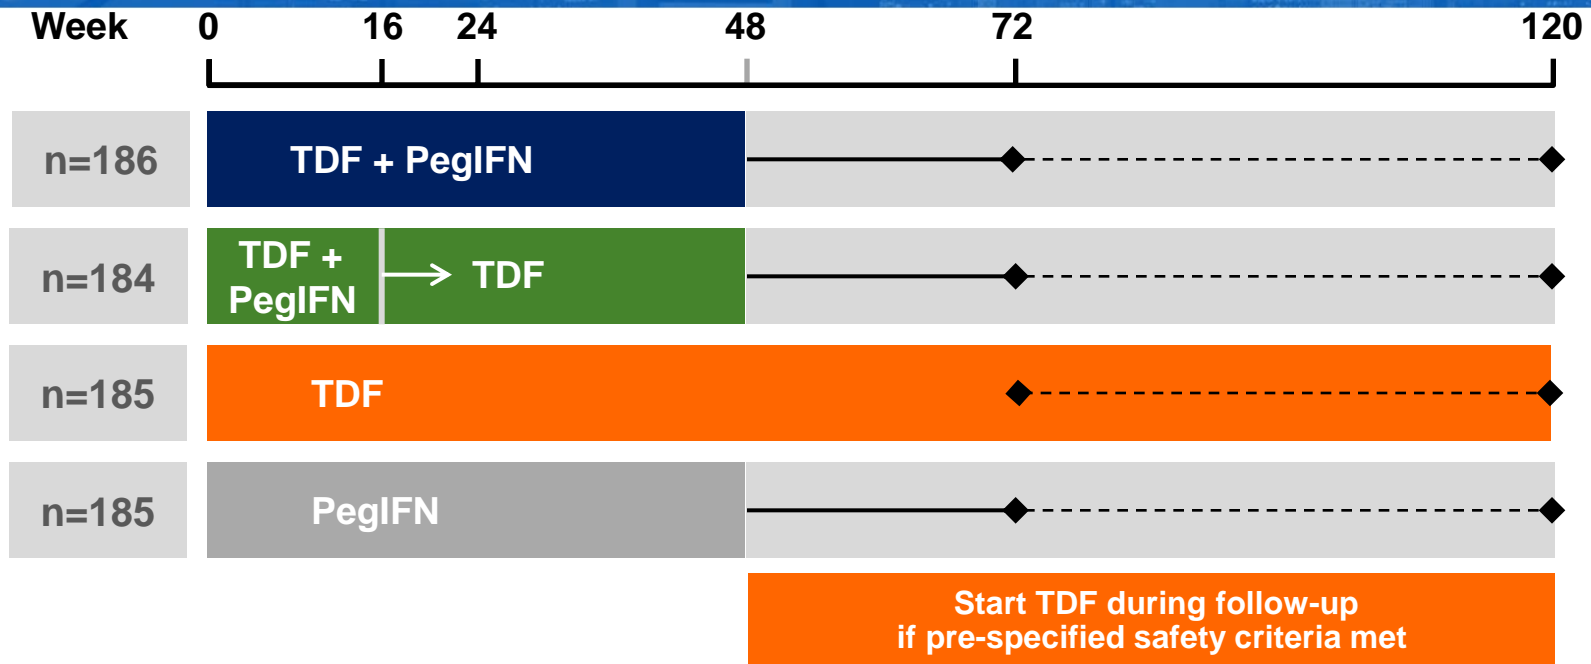 Week 0 16 24 48 72 120
n=186 TDF + PegIFN
n=184 TDF + PegIFN TDF
n=185 TDF
n=185 PegIFN
Start TDF during follow-up
if pre-specified safety criteria met